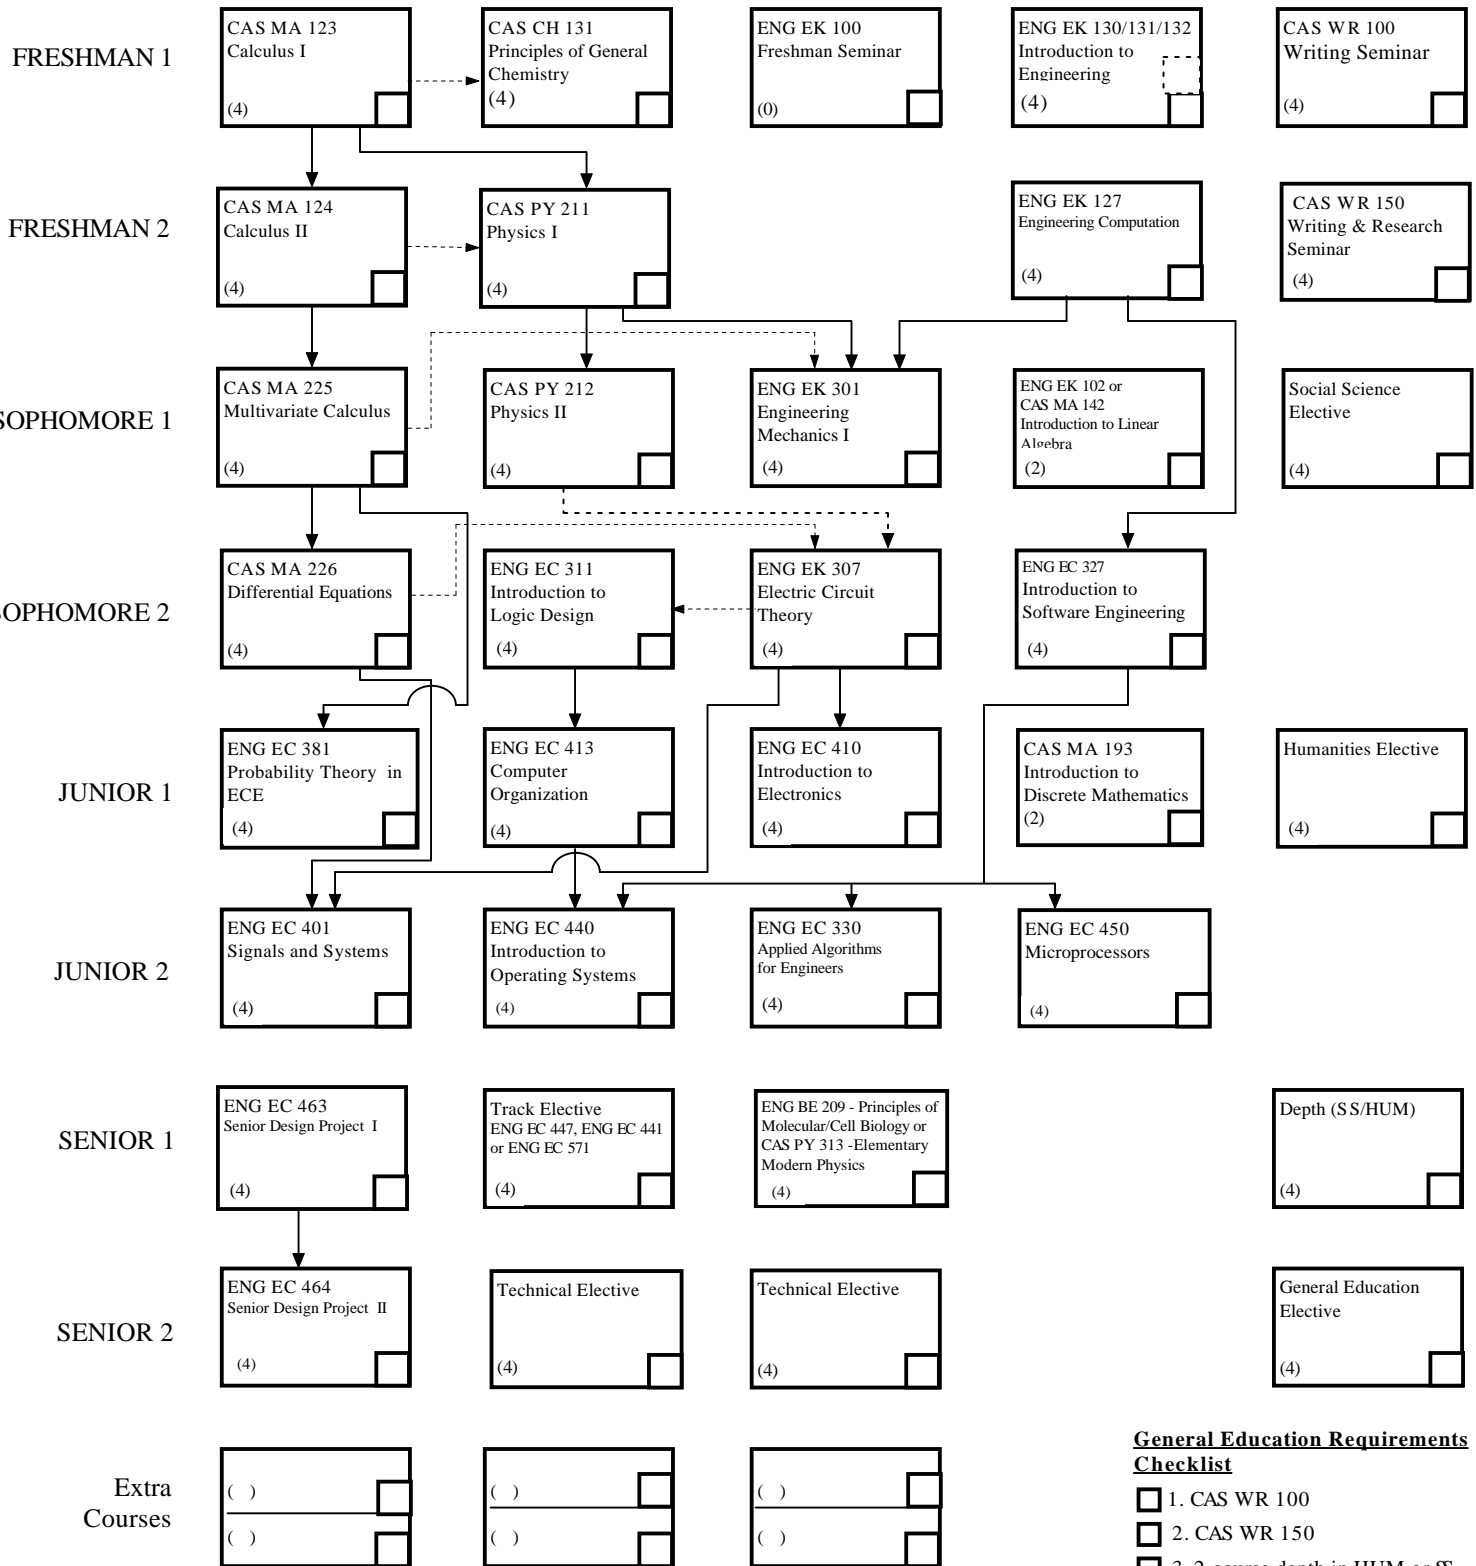 FRESHMAN 1
CAS MA 123
Calculus I
(4)
CAS CH 131
Principles of General
Chemistry
(4)
ENG EK 100
Freshman Seminar
(0)
ENG EK 130/131/132
Introduction to
Engineering
(4)
CAS WR 100
Writing Seminar
(4)
FRESHMAN 2
CAS MA 124
Calculus II
(4)
CAS PY 211
Physics I
(4)
ENG EK 127
Engineering Computation
(4)
CAS WR 150
Writing & Research
Seminar
(4)
SOPHOMORE 1
CAS MA 225
Multivariate Calculus
(4)
CAS PY 212
Physics II
(4)
ENG EK 301
Engineering
Mechanics I
(4)
ENG EK 102 or
CAS MA 142
Introduction to Linear
Algebra
(2)
Social Science
Elective
(4)
SOPHOMORE 2
CAS MA 226
Differential Equations
(4)
ENG EC 311
Introduction to
Logic Design
(4)
ENG EK 307
Electric Circuit
Theory
(4)
ENG EC 327
Introduction to
Software Engineering
(4)
JUNIOR 1
ENG EC 381
Probability Theory in
ECE
(4)
ENG EC 413
Computer
Organization
(4)
ENG EC 410
Introduction to
Electronics
(4)
CAS MA 193
Introduction to
Discrete Mathematics
(2)
Humanities Elective
(4)
JUNIOR 2
ENG EC 401
Signals and Systems
(4)
ENG EC 440
Introduction to
Operating Systems
(4)
ENG EC 330
Applied Algorithms
for Engineers
(4)
ENG EC 450
Microprocessors
(4)
SENIOR 1
ENG EC 463
Senior Design Project I
(4)
Track Elective
ENG EC 447, ENG EC 441
or ENG EC 571
(4)
ENG BE 209 - Principles of
Molecular/Cell Biology or
CAS PY 313 -Elementary
Modern Physics
(4)
Depth (SS/HUM)
(4)
SENIOR 2
ENG EC 464
Senior Design Project II
(4)
Technical Elective
(4)
Technical Elective
(4)
General Education
Elective
(4)
Extra
Courses
( )
( )
( )
( )
( )
( )
General Education Requirements
Checklist
1. CAS WR 100
2. CAS WR 150
3. 2-course depth in HUM or SS